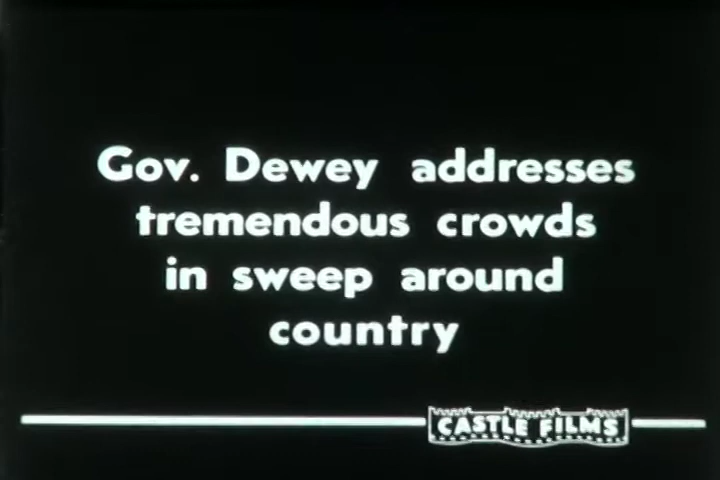 Gov. Dewey addresses
tremendous crowds
in sweep around
country
CASTLE FILMS